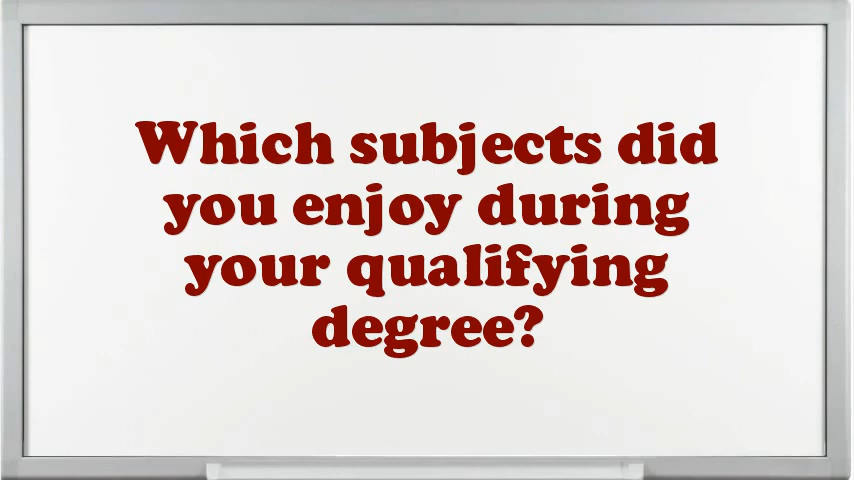 Which subjects did
you enjoy during
your qualifying
degree?